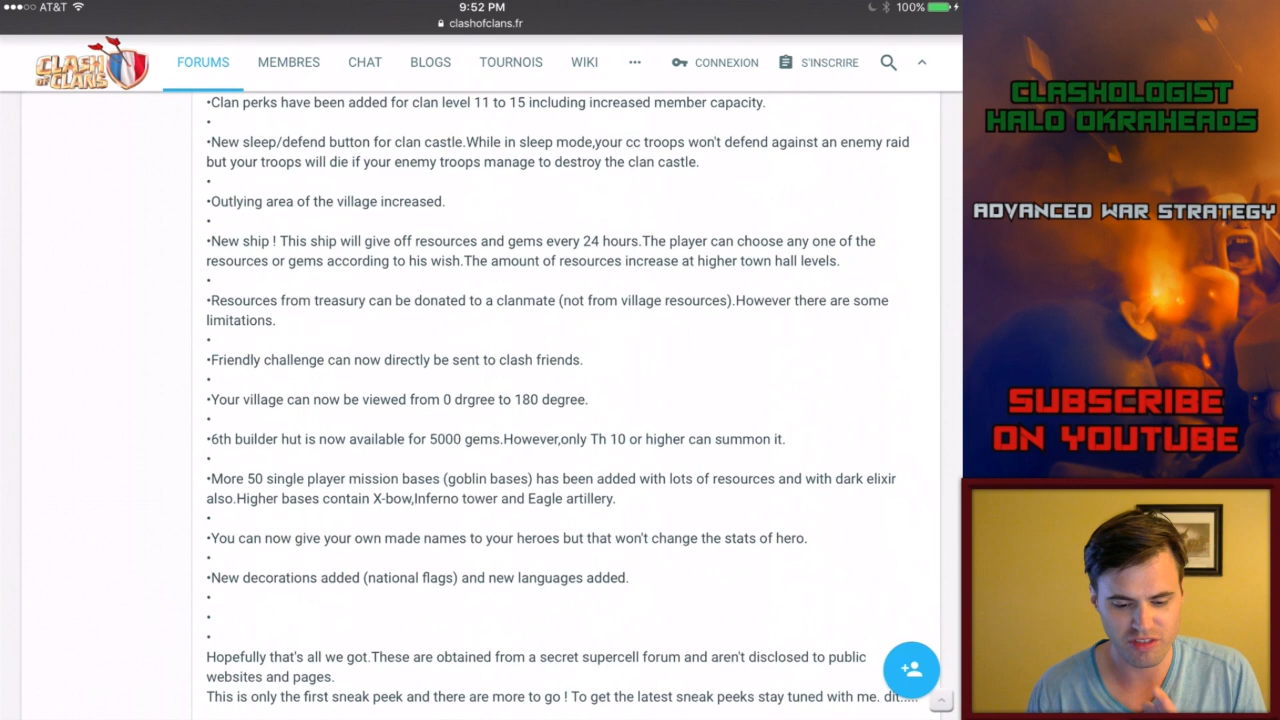 AT&T
9:52 PM
100%
clashofclans.fr
CLASH OF CLANS
FORUMS MEMBRES CHAT BLOGS TOURNOIS WIKI ••• CONNEXION S'INSCRIRE
•Clan perks have been added for clan level 11 to 15 including increased member capacity.
•
•New sleep/defend button for clan castle.While in sleep mode,your cc troops won't defend against an enemy raid
but your troops will die if your enemy troops manage to destroy the clan castle.
•
•Outlying area of the village increased.
•
•New ship ! This ship will give off resources and gems every 24 hours.The player can choose any one of the
resources or gems according to his wish.The amount of resources increase at higher town hall levels.
•
•Resources from treasury can be donated to a clanmate (not from village resources).However there are some
limitations.
•
•Friendly challenge can now directly be sent to clash friends.
•
•Your village can now be viewed from 0 drgree to 180 degree.
•
•6th builder hut is now available for 5000 gems.However,only Th 10 or higher can summon it.
•
•More 50 single player mission bases (goblin bases) has been added with lots of resources and with dark elixir
also.Higher bases contain X-bow,Inferno tower and Eagle artillery.
•
•You can now give your own made names to your heroes but that won't change the stats of hero.
•
•New decorations added (national flags) and new languages added.
•
•
•
Hopefully that's all we got.These are obtained from a secret supercell forum and aren't disclosed to public
websites and pages.
This is only the first sneak peek and there are more to go ! To get the latest sneak peeks stay tuned with me. dit....
CLASHOLOGIST
HALO OKRAHEADS
ADVANCED WAR STRATEGY
SUBSCRIBE
ON YOUTUBE